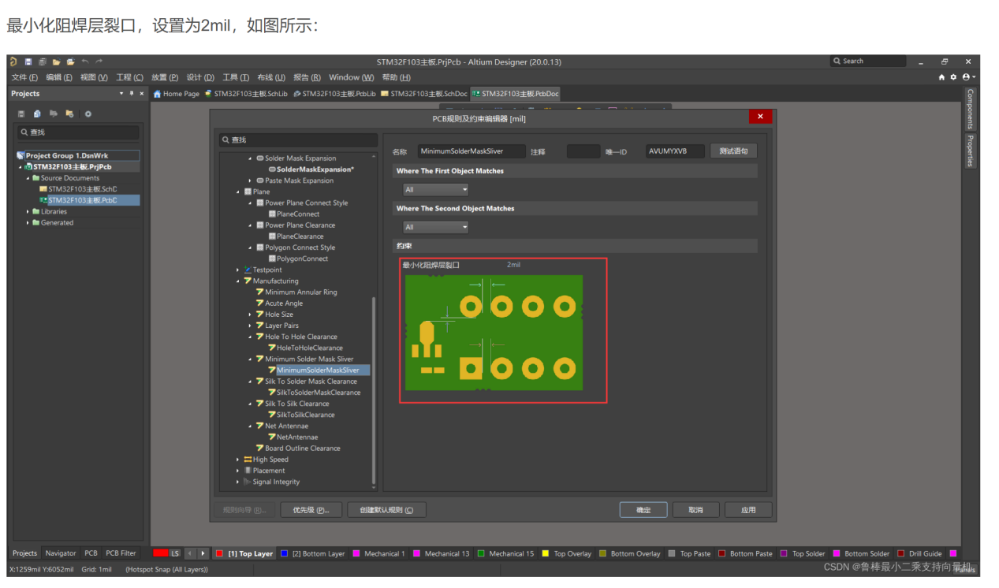 最小化阻焊层裂口，设置为2mil，如图所示：
STM32F103主板.PrjPcb - Altium Designer (20.0.13)
Search
文件 (F) 编辑 (E) 视图 (V) 工程 (C) 放置 (P) 设计 (D) 工具 (T) 布线 (U) 报告 (R) Window (W) 帮助 (H)
Projects
Home Page STM32F103主板.SchLib STM32F103主板.PcbLib STM32F103主板.SchDoc STM32F103主板.PcbDoc
Components
Properties
查找
Project Group 1.DsnWrk
STM32F103主板.PrjPcb
Source Documents
STM32F103主板.SchD
STM32F103主板.PcbD
Libraries
Generated
PCB规则及约束编辑器 [mil]
查找
Solder Mask Expansion
SolderMaskExpansion*
Paste Mask Expansion
Plane
Power Plane Connect Style
PlaneConnect
Power Plane Clearance
PlaneClearance
Polygon Connect Style
PolygonConnect
Testpoint
Manufacturing
Minimum Annular Ring
Acute Angle
Hole Size
Layer Pairs
Hole To Hole Clearance
HoleToHoleClearance
Minimum Solder Mask Sliver
MinimumSolderMaskSliver
Silk To Solder Mask Clearance
SilkToSolderMaskClearance
Silk To Silk Clearance
SilkToSilkClearance
Net Antennae
NetAntennae
Board Outline Clearance
High Speed
Placement
Signal Integrity
名称 MinimumSolderMaskSliver 注释 唯一ID AVUMYXVB 测试语句
Where The First Object Matches
All
Where The Second Object Matches
All
约束
最小化阻焊层裂口 2mil
规则向导 (R)... 优先级 (P)... 创建默认规则 (C) 确定 取消 应用
Projects Navigator PCB PCB Filter LS [1] Top Layer [2] Bottom Layer Mechanical 1 Mechanical 13 Mechanical 15 Top Overlay Bottom Overlay Top Paste Bottom Paste Top Solder Bottom Solder Drill Guide
X:1259mil Y:6052mil Grid: 1mil (Hotspot Snap (All Layers))
CSDN @鲁棒最小二乘支持向量机
Panels